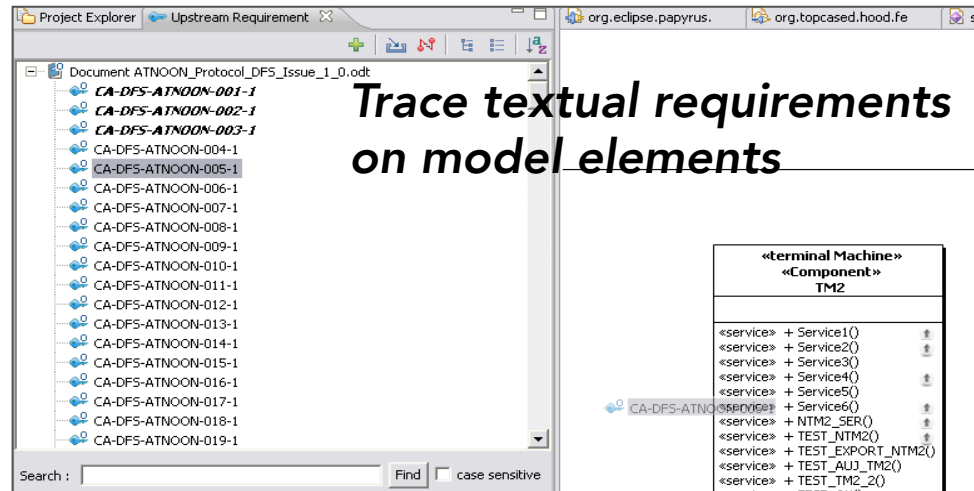 Project Explorer
Upstream Requirement
org.eclipse.papyrus.
org.topcased.hood.fe
s
Document ATNOON_Protocol_DFS_Issue_1_0.odt
CA-DFS-ATNOON-001-1
CA-DFS-ATNOON-002-1
CA-DFS-ATNOON-003-1
CA-DFS-ATNOON-004-1
CA-DFS-ATNOON-005-1
CA-DFS-ATNOON-006-1
CA-DFS-ATNOON-007-1
CA-DFS-ATNOON-008-1
CA-DFS-ATNOON-009-1
CA-DFS-ATNOON-010-1
CA-DFS-ATNOON-011-1
CA-DFS-ATNOON-012-1
CA-DFS-ATNOON-013-1
CA-DFS-ATNOON-014-1
CA-DFS-ATNOON-015-1
CA-DFS-ATNOON-016-1
CA-DFS-ATNOON-017-1
CA-DFS-ATNOON-018-1
CA-DFS-ATNOON-019-1
Search :
Find
case sensitive
Trace textual requirements
on model elements
«terminal Machine»
«Component»
TM2
«service» + Service1()
«service» + Service2()
«service» + Service3()
«service» + Service4()
«service» + Service5()
«service» + Service6()
«service» + NTM2_SER()
«service» + TEST_NTM2()
«service» + TEST_EXPORT_NTM2()
«service» + TEST_AUJ_TM2()
«service» + TEST_TM2_2()